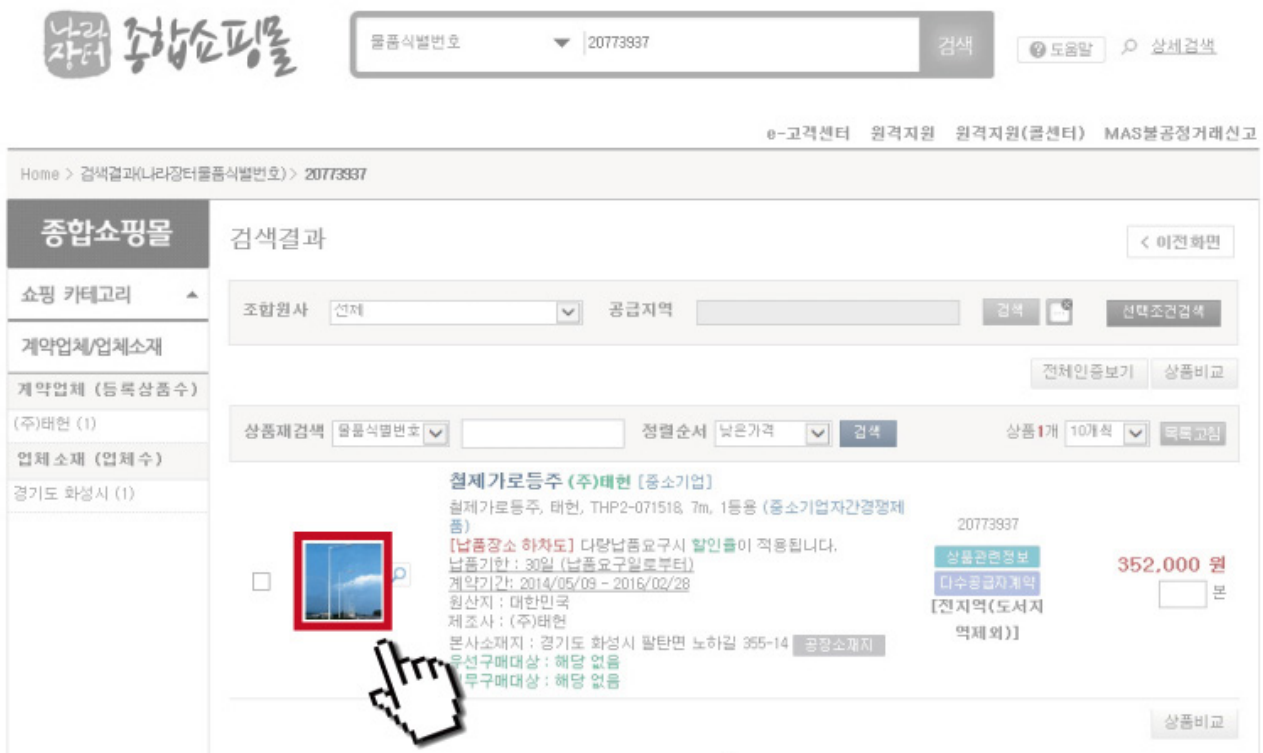 나라
장터 종합쇼핑몰
물품식별번호 20773937 검색 도움말 상세검색
e-고객센터 원격지원 원격지원(콜센터) MAS불공정거래신고
Home > 검색결과(나라장터물품식별번호) > 20773937
종합쇼핑몰
쇼핑 카테고리
계약업체/업체소재
계약업체 (등록상품수)
(주)태헌 (1)
업체소재 (업체수)
경기도 화성시 (1)
검색결과 < 이전화면
조합원사 선택 공급지역 검색 선택조건검색
전체인증보기 상품비교
상품재검색 물품식별번호 정렬순서 낮은가격 검색 상품1개 10개씩 목록고침
철제가로등주 (주)태헌 [중소기업]
철제가로등주, 태헌, THP2-071518, 7m, 1등용 (중소기업자간경쟁제
품)
[납품장소 하차도] 다량납품요구시 할인율이 적용됩니다.
납품기한 : 30일 (납품요구일로부터)
계약기간: 2014/05/09 - 2016/02/28
원산지 : 대한민국
제조사 : (주)태헌
본사소재지 : 경기도 화성시 팔탄면 노하길 355-14 공장소재지
우선구매대상 : 해당 없음
의무구매대상 : 해당 없음
20773937
상품관련정보
다수공급자계약
[전지역(도서지
역제외)]
352,000 원
본
상품비교